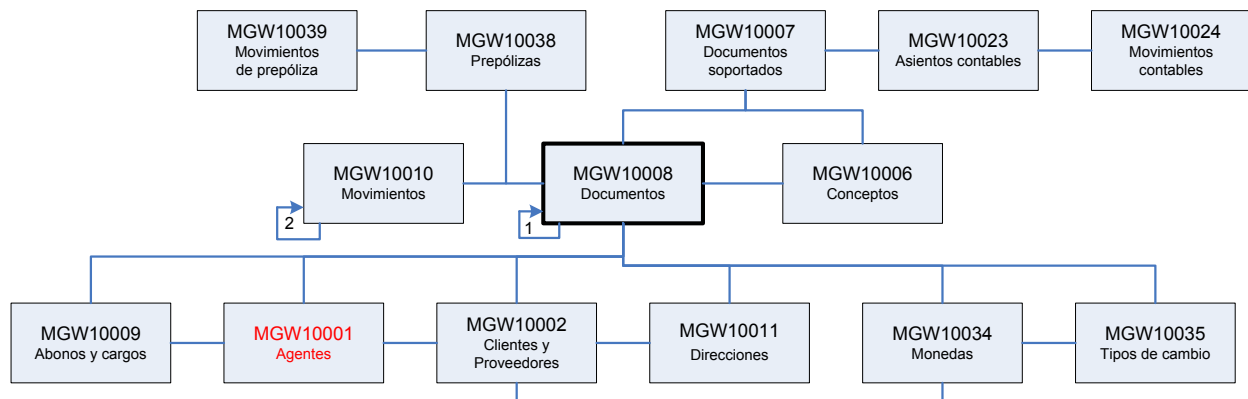 MGW10039
Movimientos
de prepóliza
MGW10038
Prepólizas
MGW10007
Documentos
soportados
MGW10023
Asientos contables
MGW10024
Movimientos
contables
MGW10010
Movimientos
MGW10008
Documentos
MGW10006
Conceptos
2
1
MGW10009
Abonos y cargos
MGW10001
Agentes
MGW10002
Clientes y
Proveedores
MGW10011
Direcciones
MGW10034
Monedas
MGW10035
Tipos de cambio